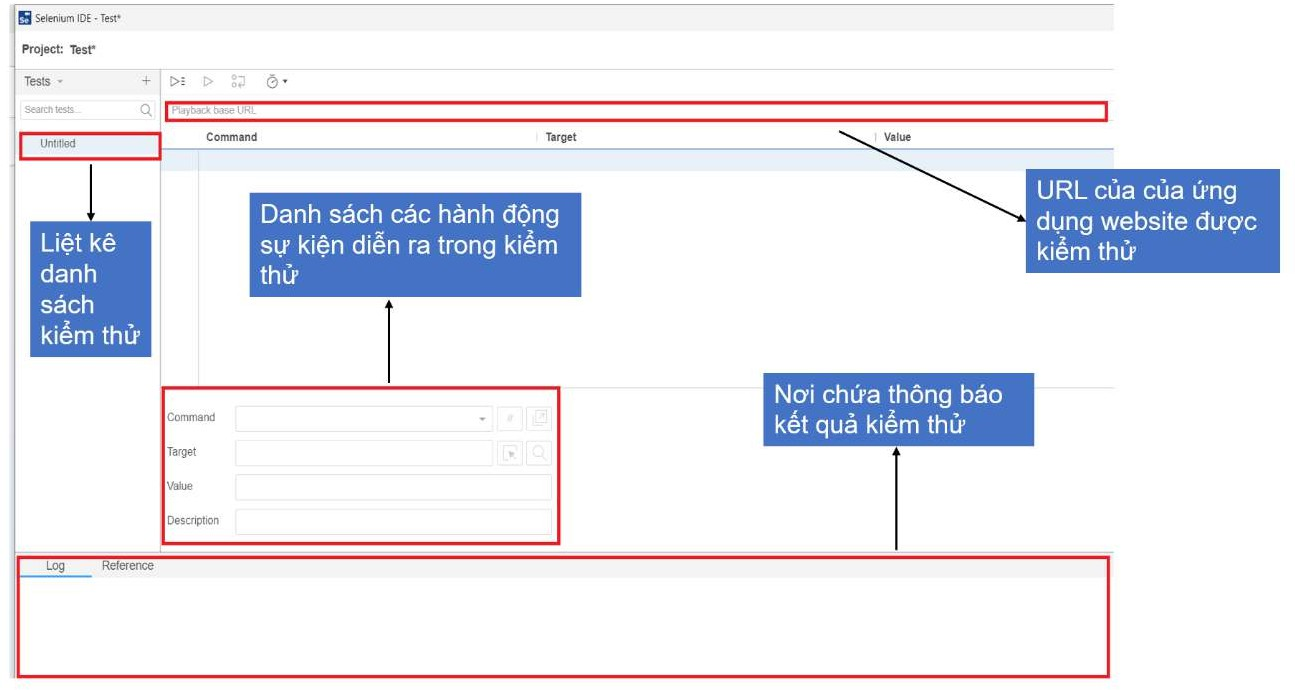 Selenium IDE - Test*
Project: Test*
Tests
Search tests...
Playback base URL
Untitled
Command Target Value
URL của của ứng
dụng website được
kiểm thử
Danh sách các hành động
sự kiện diễn ra trong kiểm
thử
Liệt kê
danh
sách
kiểm thử
Nơi chứa thông báo
kết quả kiểm thử
Command
//
Target
Value
Description
Log Reference